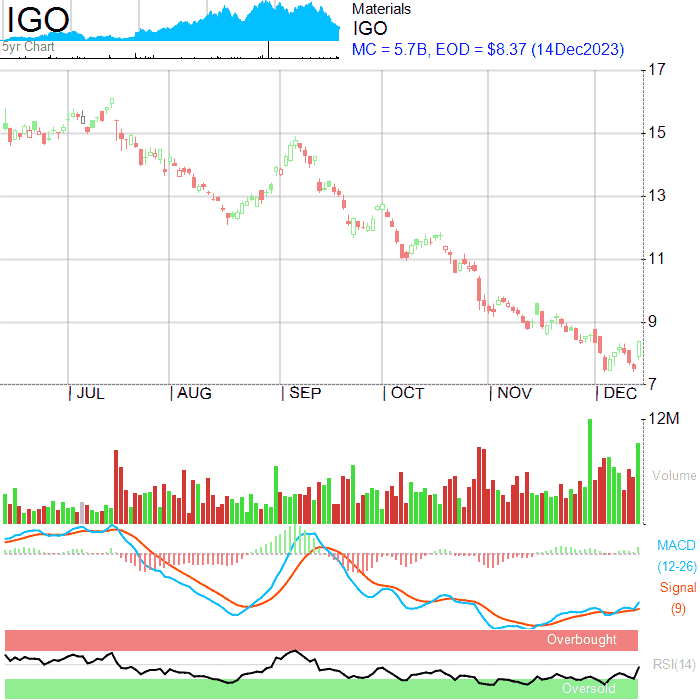 IGO
5yr Chart
Materials
IGO
MC = 5.7B, EOD = $8.37 (14Dec2023)
17
15
13
11
9
7
JUL AUG SEP OCT NOV DEC
12M
Volume
MACD
(12-26)
Signal
(9)
Overbought
RSI(14)
Oversold